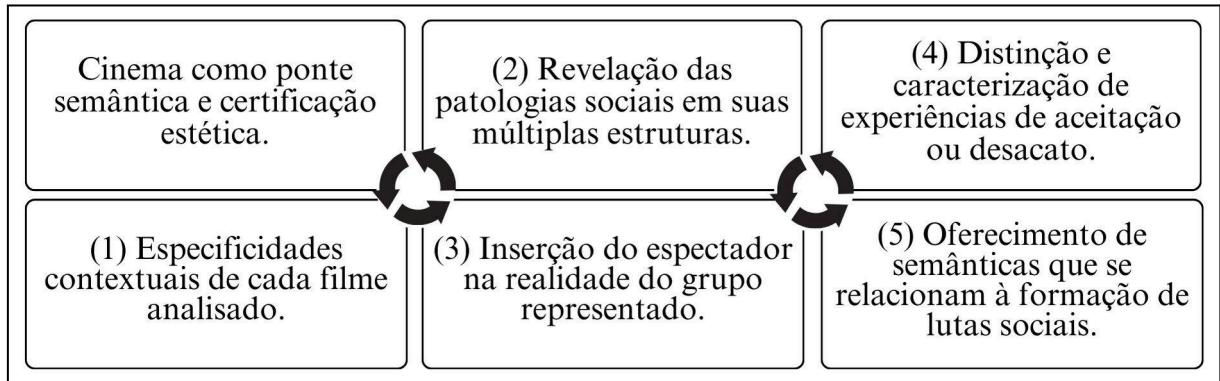 Cinema como ponte
semântica e certificação
estética.
(1) Especificidades
contextuais de cada filme
analisado.
(2) Revelação das
patologias sociais em suas
múltiplas estruturas.
(3) Inserção do espectador
na realidade do grupo
representado.
(4) Distinção e
caracterização de
experiências de aceitação
ou desacato.
(5) Oferecimento de
semânticas que se
relacionam à formação de
lutas sociais.